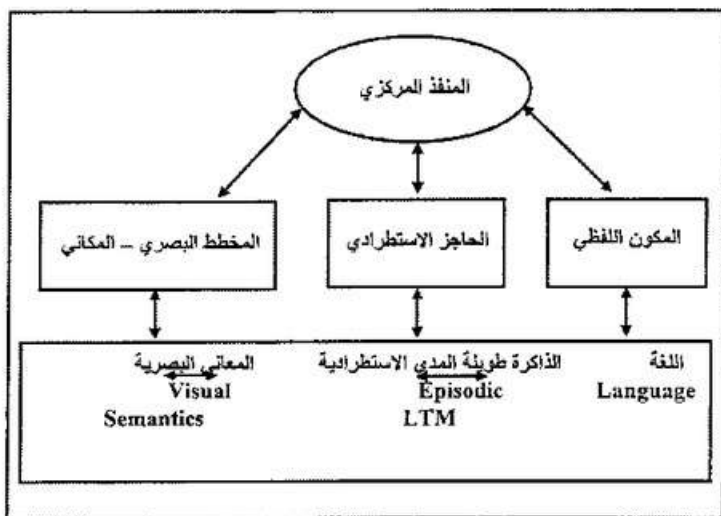 المنفذ المركزي
المكون اللفظي
الحاجز الاستطرادي
المخطط البصري – المكاني
اللغة
الذاكرة طويلة المدى الاستطرادية
المعاني البصرية
Visual
Episodic
Language
Semantics
LTM